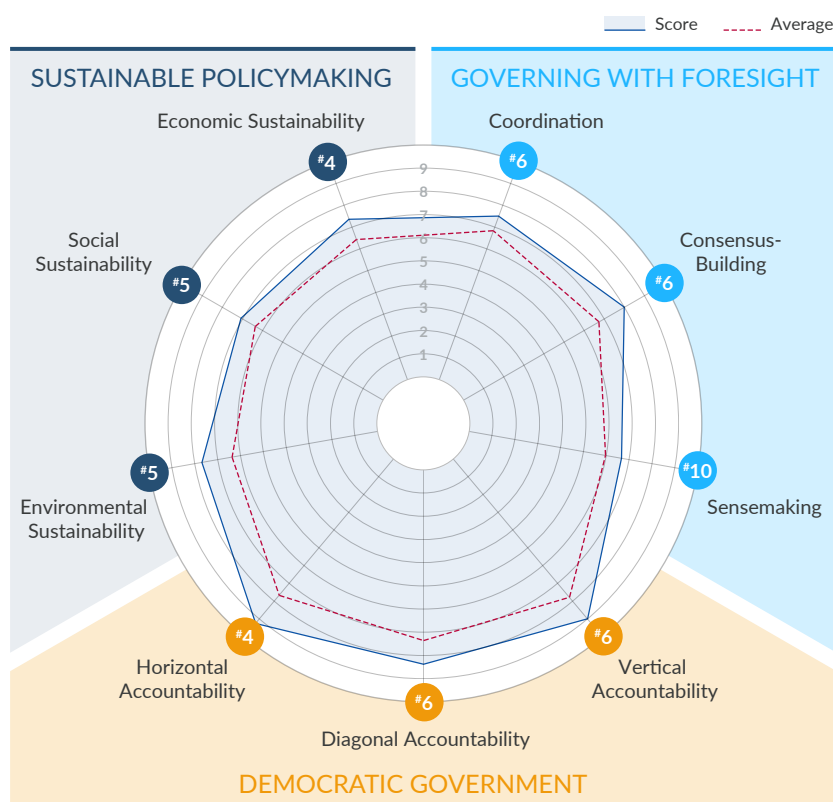 Score
Average
SUSTAINABLE POLICYMAKING
GOVERNING WITH FORESIGHT
Economic Sustainability
Coordination
#4
#6
9
8
7
6
5
4
3
2
1
Social
Sustainability
#5
Consensus-
Building
#6
#5
Environmental
Sustainability
#10
Sensemaking
#4
Horizontal
Accountability
#6
Vertical
Accountability
#6
Diagonal Accountability
DEMOCRATIC GOVERNMENT